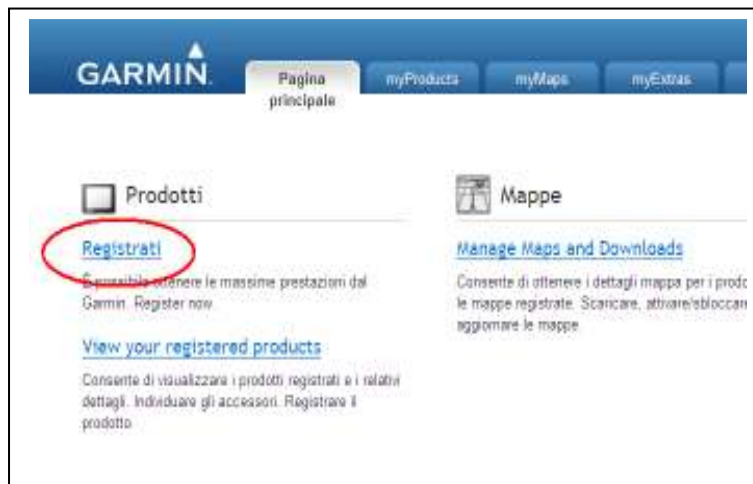 GARMIN
Pagina
principale
myProducts
myMaps
myExtras
Prodotti
Registrati
È possibile ottenere le massime prestazioni dal
Garmin. Register now.
View your registered products
Consente di visualizzare i prodotti registrati e i relativi
dettagli. Individuare gli accessori. Registrare il
prodotto
Mappe
Manage Maps and Downloads
Consente di ottenere i dettagli mappa per i prodo
le mappe registrate. Scaricare, attivare/sbloccare
aggiornare le mappe